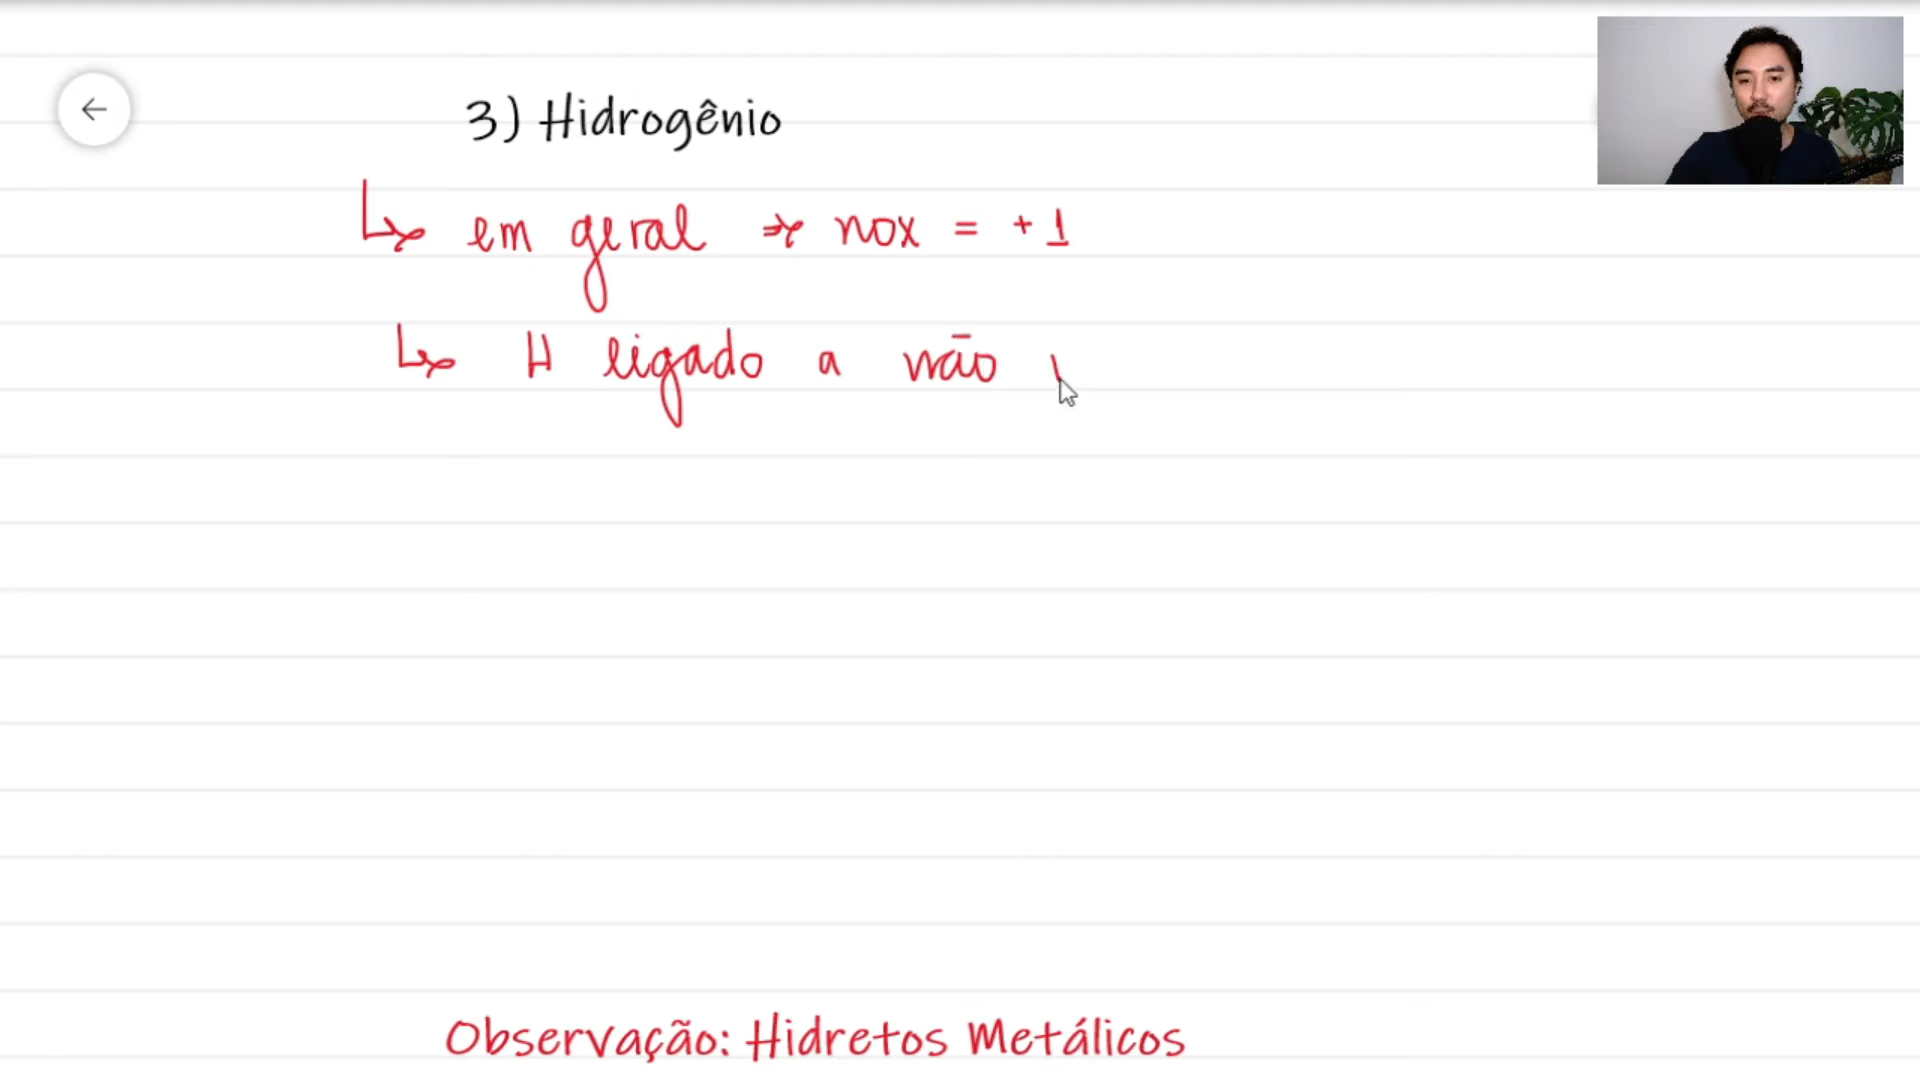 3) Hidrogênio
↳ em geral → nox = +1
↳ H ligado a não
Observação: Hidretos Metálicos